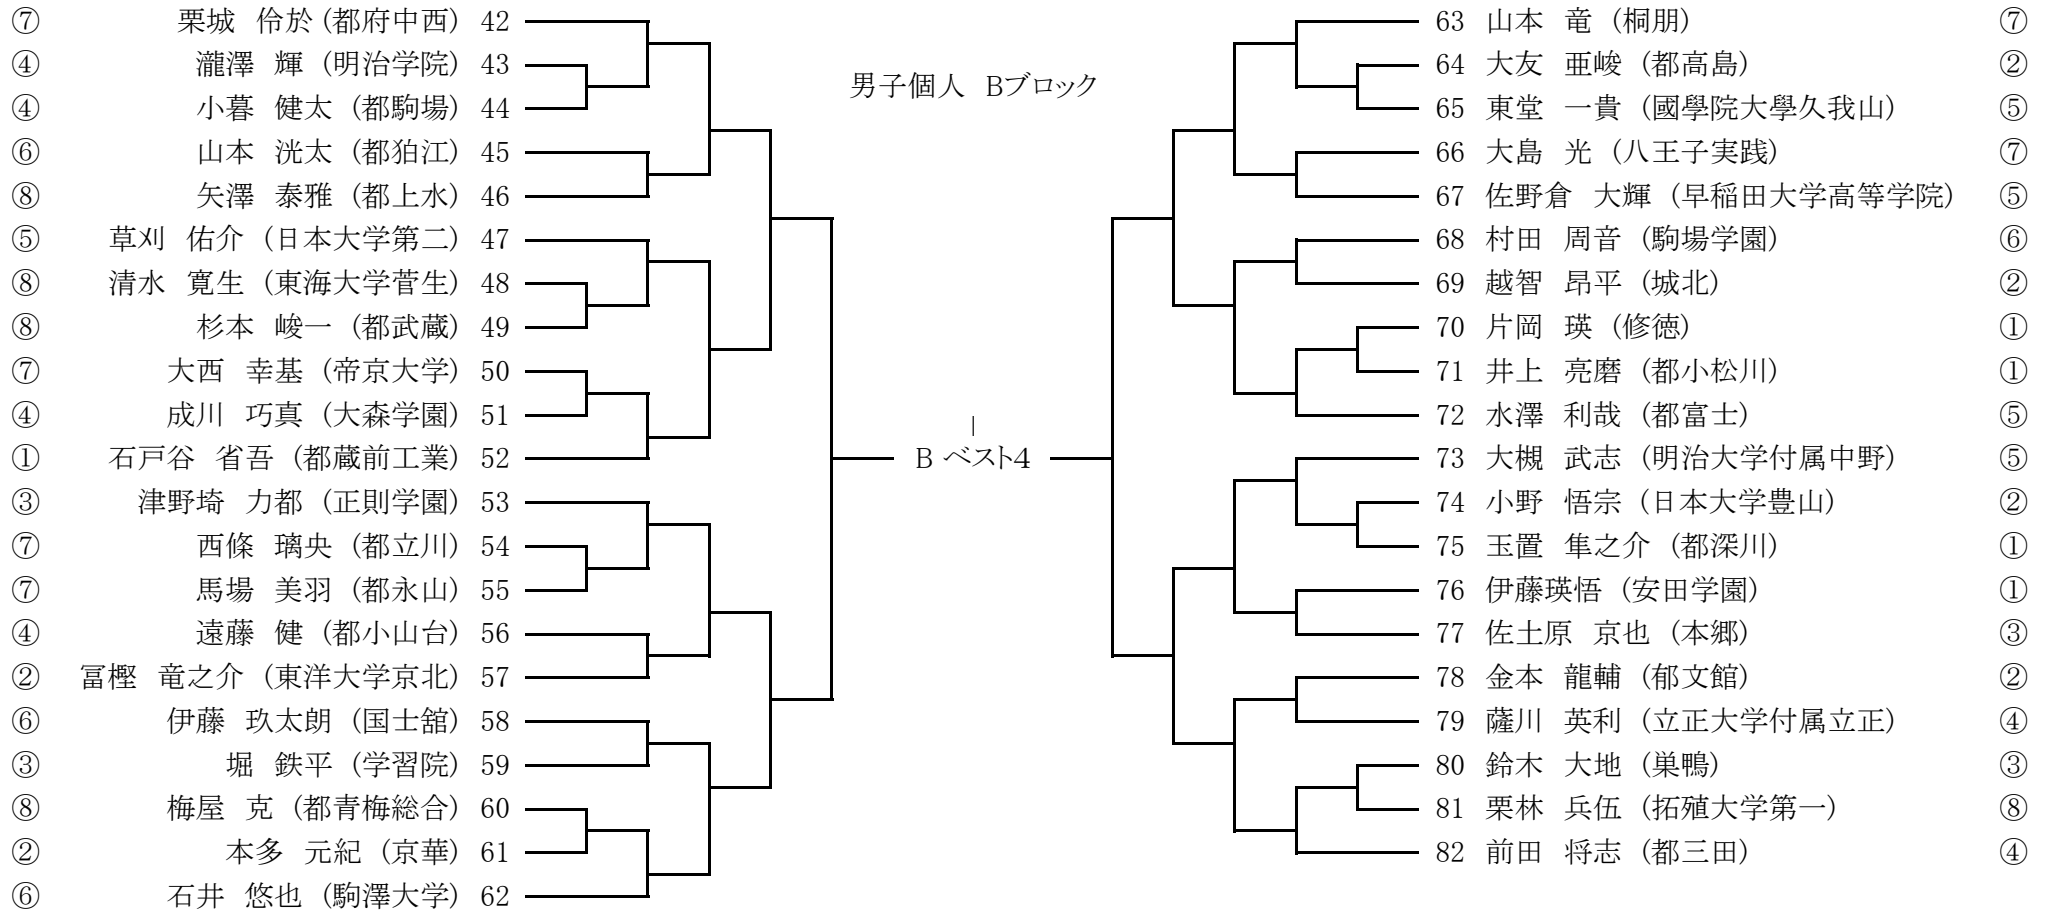 男子個人 Bブロック
⑦ 栗城 伶於 (都府中西) 42
④ 瀧澤 輝 (明治学院) 43
④ 小暮 健太 (都駒場) 44
⑥ 山本 洸太 (都狛江) 45
⑧ 矢澤 泰雅 (都上水) 46
⑤ 草刈 佑介 (日本大学第二) 47
⑧ 清水 寛生 (東海大学菅生) 48
⑧ 杉本 峻一 (都武蔵) 49
⑦ 大西 幸基 (帝京大学) 50
④ 成川 巧真 (大森学園) 51
① 石戸谷 省吾 (都蔵前工業) 52
③ 津野埼 力都 (正則学園) 53
⑦ 西條 璃央 (都立川) 54
⑦ 馬場 美羽 (都永山) 55
④ 遠藤 健 (都小山台) 56
② 冨樫 竜之介 (東洋大学京北) 57
⑥ 伊藤 玖太朗 (国士舘) 58
③ 堀 鉄平 (学習院) 59
⑧ 梅屋 克 (都青梅総合) 60
② 本多 元紀 (京華) 61
⑥ 石井 悠也 (駒澤大学) 62
B ベスト4
63 山本 竜 (桐朋) ⑦
64 大友 亜峻 (都高島) ②
65 東堂 一貴 (國學院大學久我山) ⑤
66 大島 光 (八王子実践) ⑦
67 佐野倉 大輝 (早稲田大学高等学院) ⑤
68 村田 周音 (駒場学園) ⑥
69 越智 昂平 (城北) ②
70 片岡 瑛 (修徳) ①
71 井上 亮磨 (都小松川) ①
72 水澤 利哉 (都富士) ⑤
73 大槻 武志 (明治大学付属中野) ⑤
74 小野 悟宗 (日本大学豊山) ②
75 玉置 隼之介 (都深川) ①
76 伊藤瑛悟 (安田学園) ①
77 佐土原 京也 (本郷) ③
78 金本 龍輔 (郁文館) ②
79 薩川 英利 (立正大学付属立正) ④
80 鈴木 大地 (巣鴨) ③
81 栗林 兵伍 (拓殖大学第一) ⑧
82 前田 将志 (都三田) ④